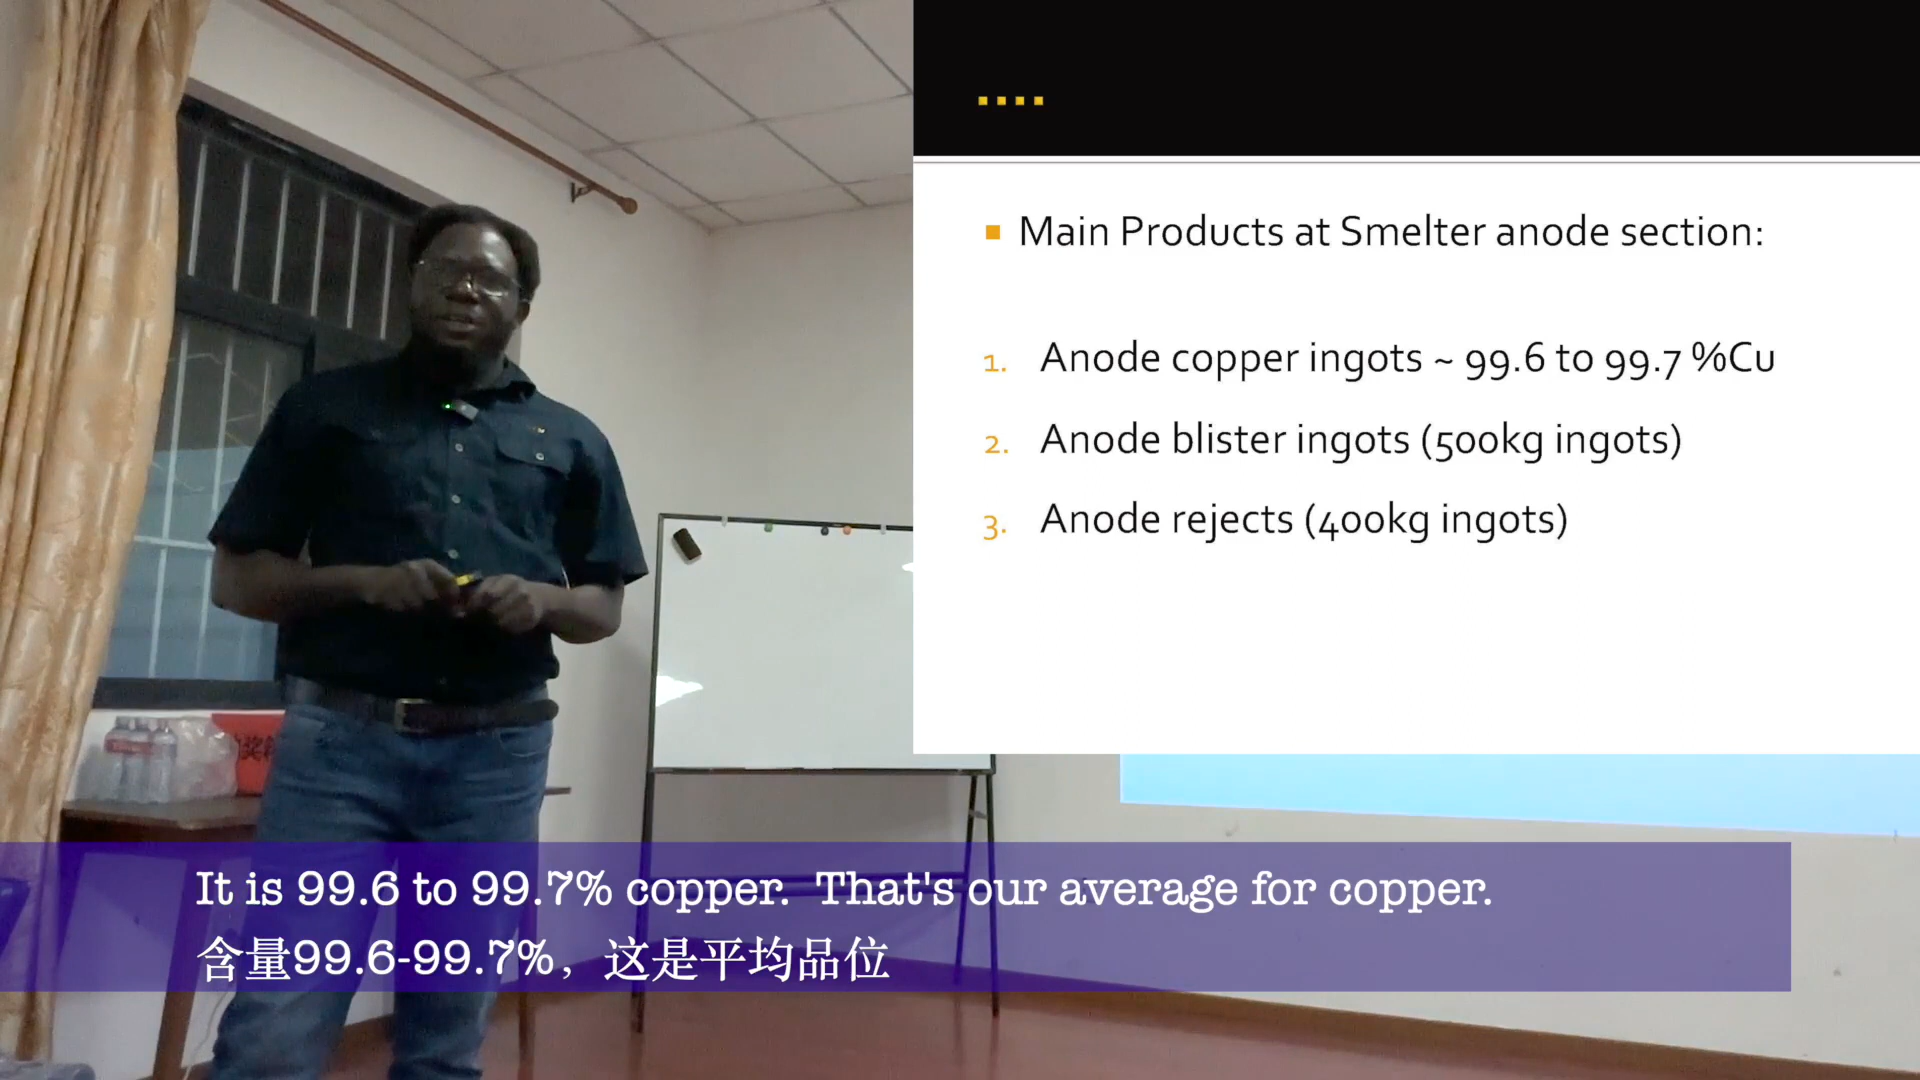 ....
Main Products at Smelter anode section:
1. Anode copper ingots ~ 99.6 to 99.7 %Cu
2. Anode blister ingots (500kg ingots)
3. Anode rejects (400kg ingots)
It is 99.6 to 99.7% copper. That's our average for copper.
含量99.6-99.7%，这是平均品位